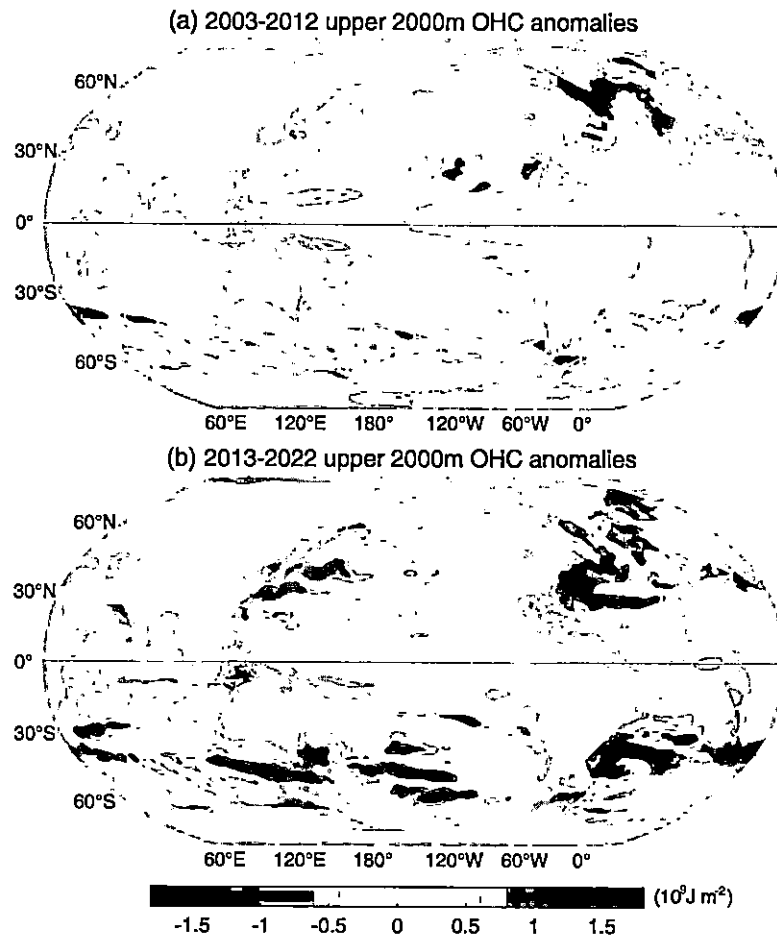 (a) 2003-2012 upper 2000m OHC anomalies
60°N
30°N
0°
30°S
60°S
60°E 120°E 180° 120°W 60°W 0°
(b) 2013-2022 upper 2000m OHC anomalies
60°N
30°N
0°
30°S
60°S
60°E 120°E 180° 120°W 60°W 0°
(10⁹J m⁻²)
-1.5 -1 -0.5 0 0.5 1 1.5